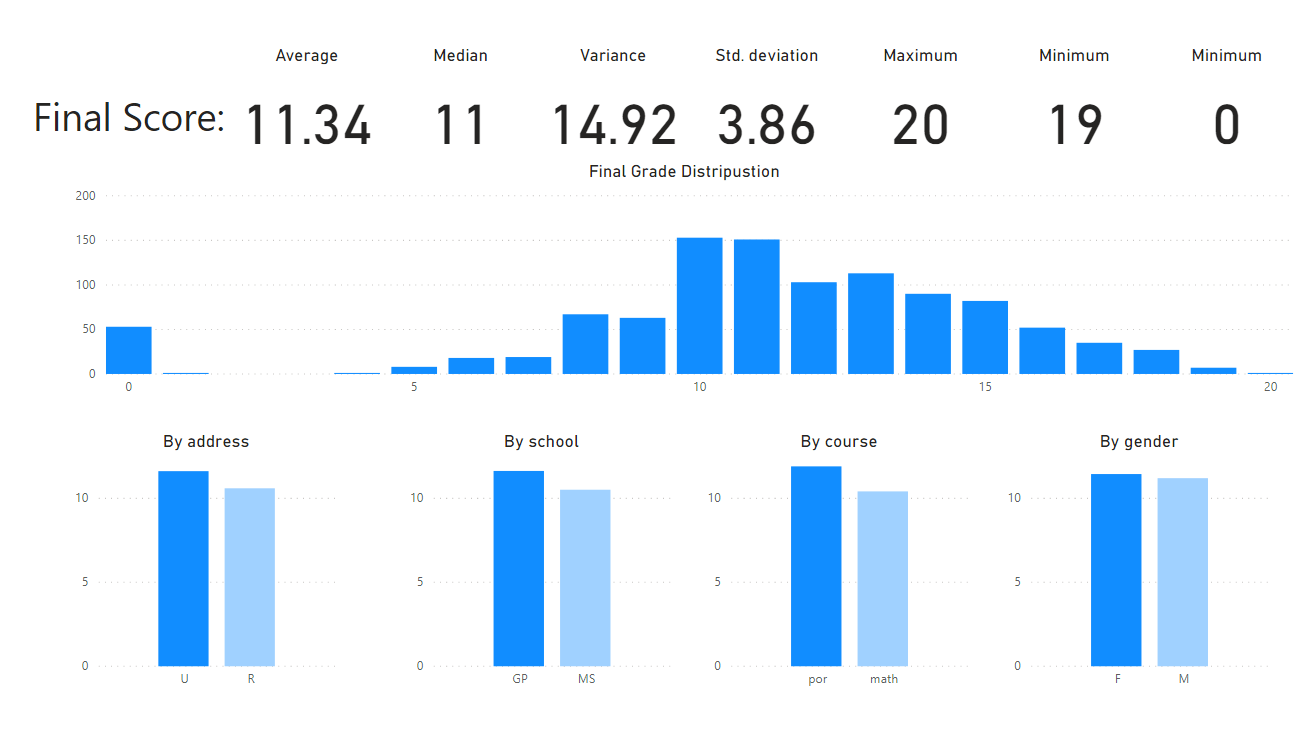 Average Median Variance Std. deviation Maximum Minimum Minimum
Final Score: 11.34 11 14.92 3.86 20 19 0
Final Grade Distripustion
200
150
100
50
0
0 5 10 15 20
By address By school By course By gender
10 10 10 10
5 5 5 5
0 0 0 0
U R GP MS por math F M